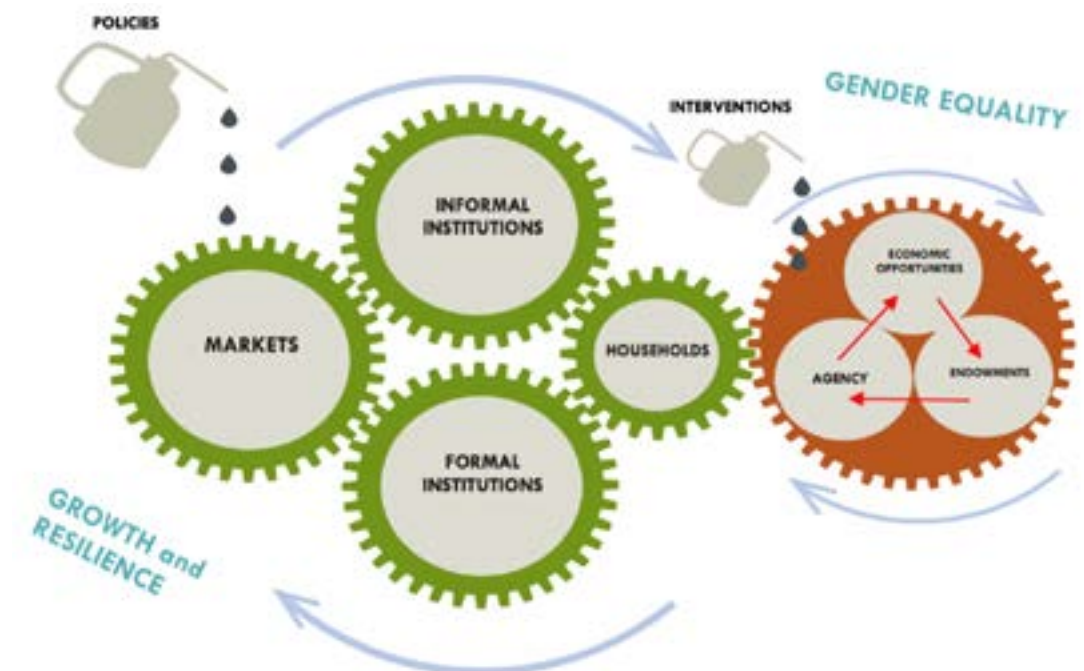 POLICIES
GENDER EQUALITY
INTERVENTIONS
INFORMAL
INSTITUTIONS
ECONOMIC
OPPORTUNITIES
MARKETS
HOUSEHOLDS
AGENCY
ENDOWMENTS
FORMAL
INSTITUTIONS
GROWTH and
RESILIENCE